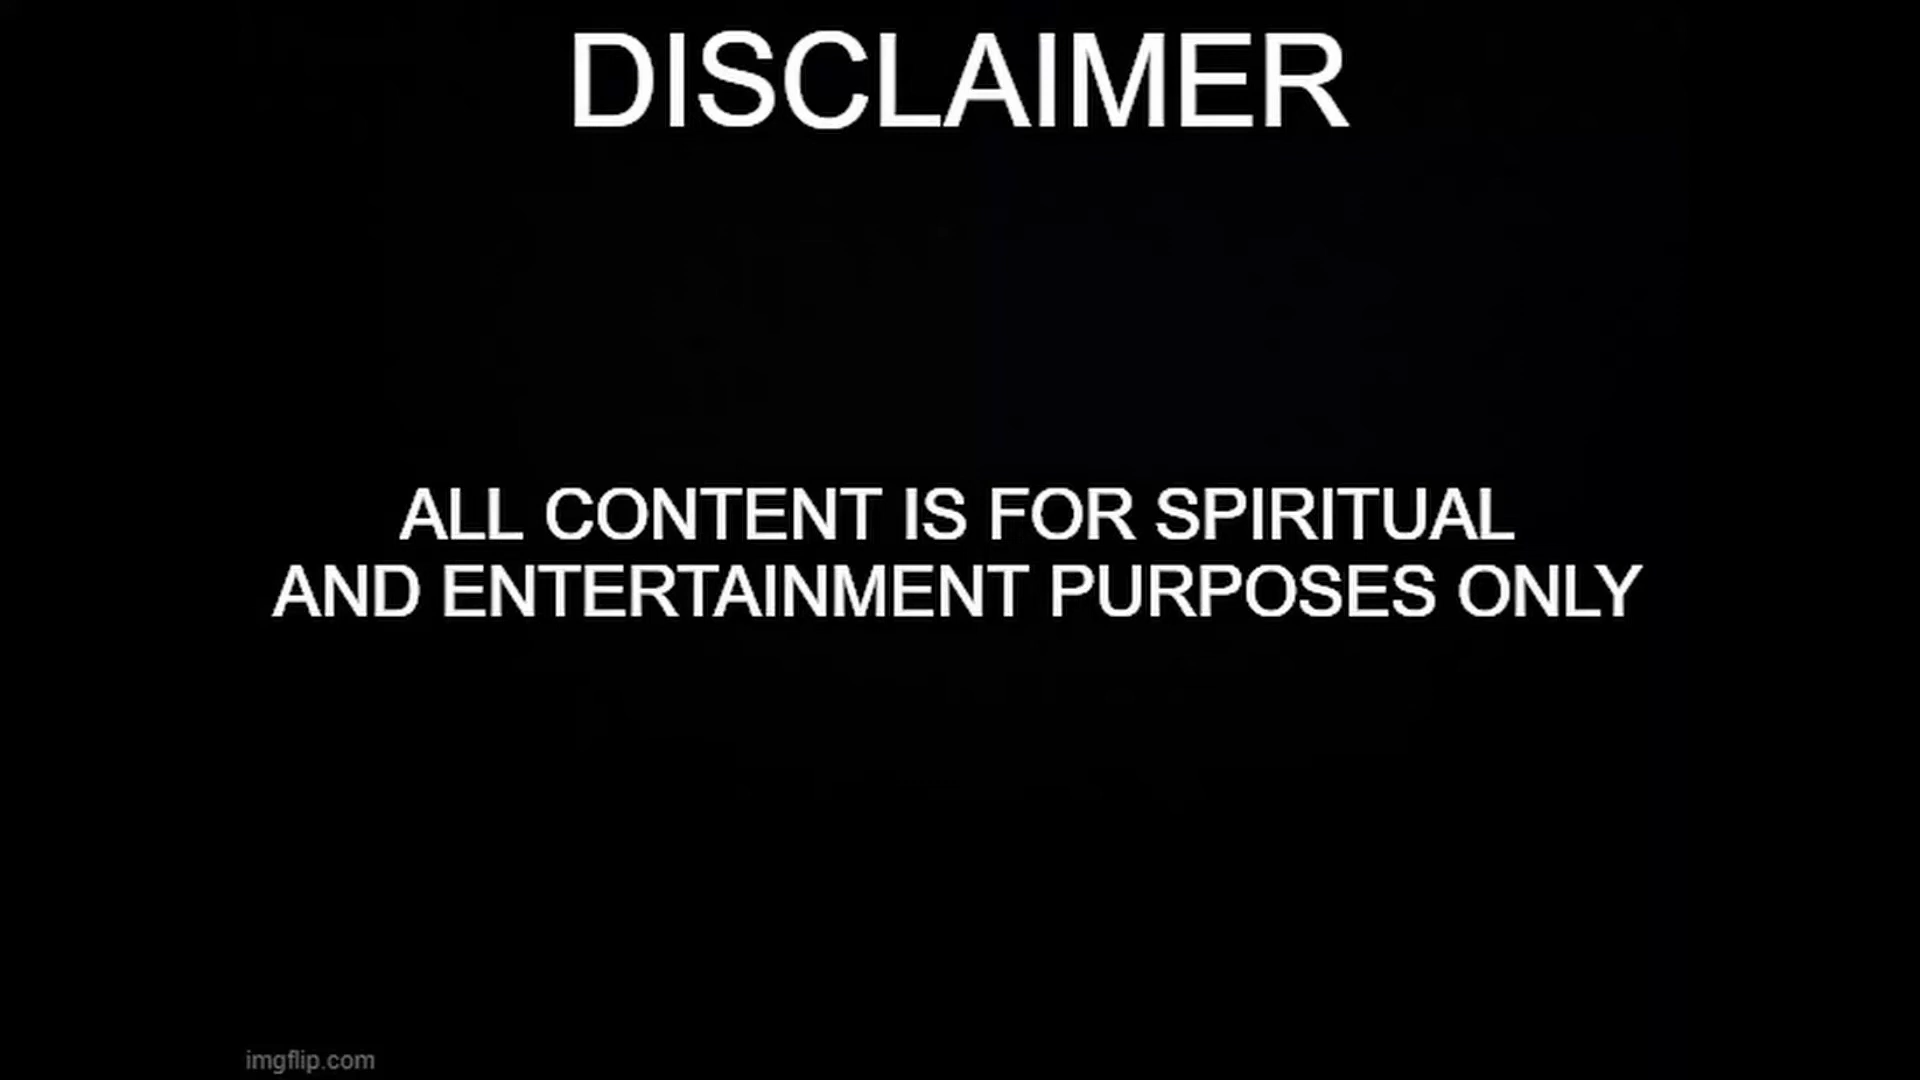 DISCLAIMER
ALL CONTENT IS FOR SPIRITUAL
AND ENTERTAINMENT PURPOSES ONLY
imgflip.com